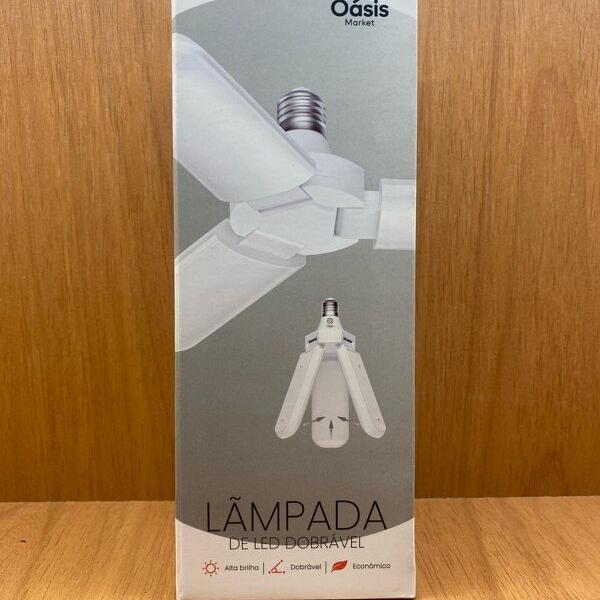 Oásis
Market
LÃMPADA
DE LED DOBRÁVEL
Alta brilho | Dobrável | Econômico